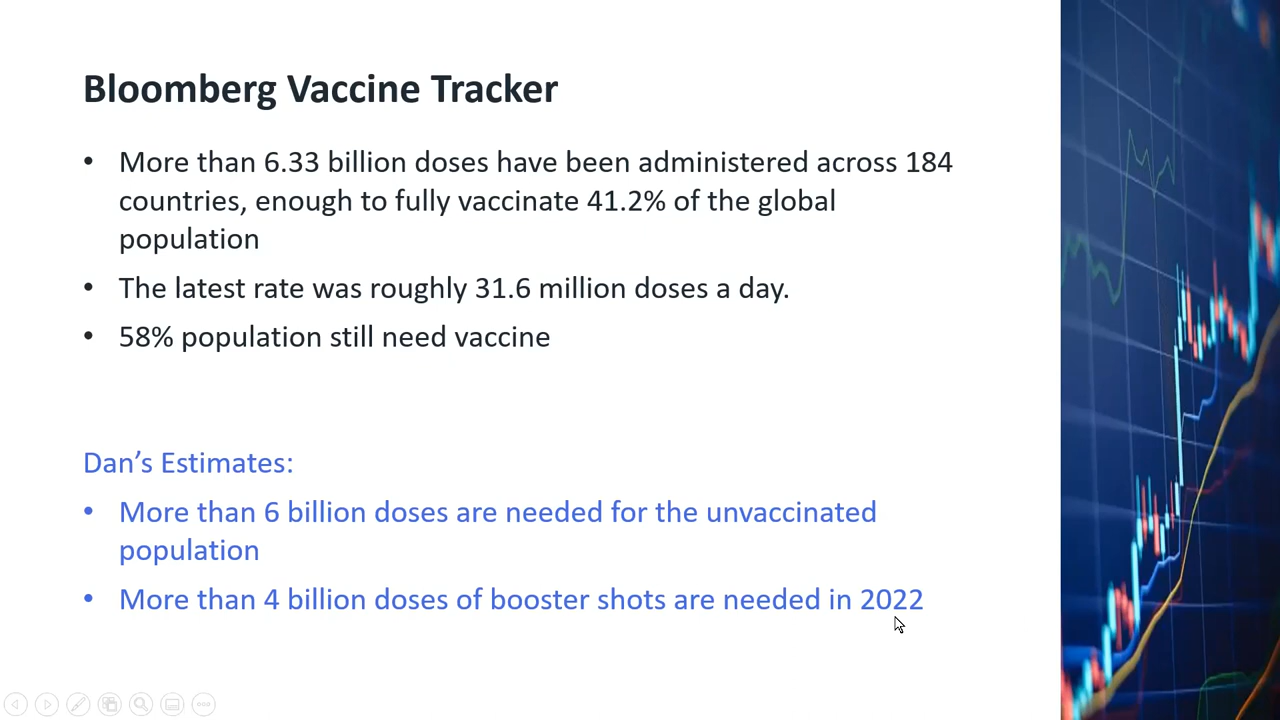 Bloomberg Vaccine Tracker
• More than 6.33 billion doses have been administered across 184
countries, enough to fully vaccinate 41.2% of the global
population
• The latest rate was roughly 31.6 million doses a day.
• 58% population still need vaccine
Dan’s Estimates:
• More than 6 billion doses are needed for the unvaccinated
population
• More than 4 billion doses of booster shots are needed in 2022